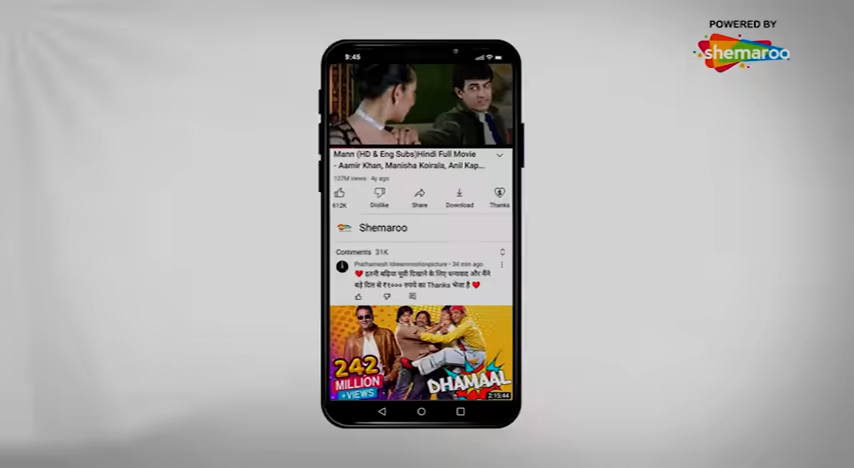 POWERED BY
shemaroo
9:45
Mann (HD & Eng Subs)Hindi Full Movie
- Aamir Khan, Manisha Koirala, Anil Kap...
127M views · 4y ago
612K Dislike Share Download Thanks
Shemaroo
Comments 31K
34 min ago
❤️ इतनी बढ़िया मूवी दिखाने के लिए धन्यवाद और मैंने
बड़े दिल से ₹१००० रुपये का Thanks भेजा है ❤️
242
MILLION
+VIEWS
DHAMAAL
2:15:44